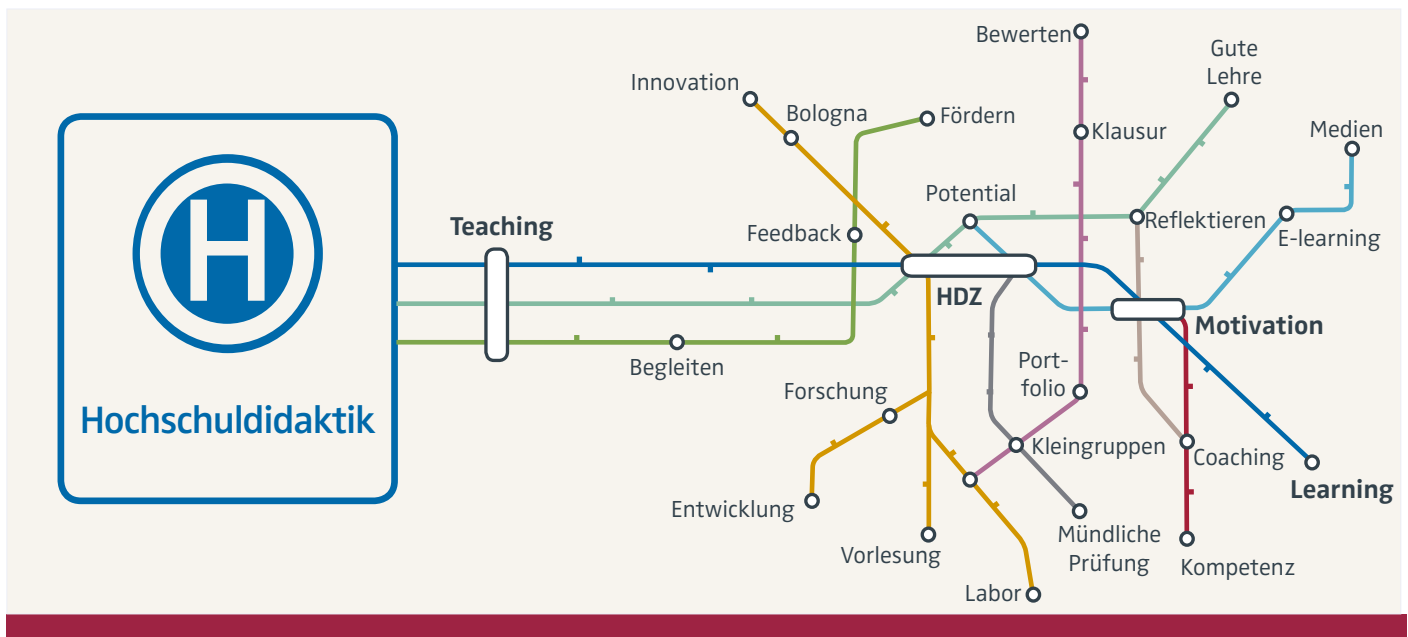 H
Hochschuldidaktik
Teaching
Begleiten
Innovation
Bologna
Fördern
Feedback
Bewerten
Klausur
Gute
Lehre
Medien
Potential
Reflektieren
E-learning
HDZ
Motivation
Port-
folio
Forschung
Kleingruppen
Coaching
Learning
Entwicklung
Vorlesung
Mündliche
Prüfung
Kompetenz
Labor